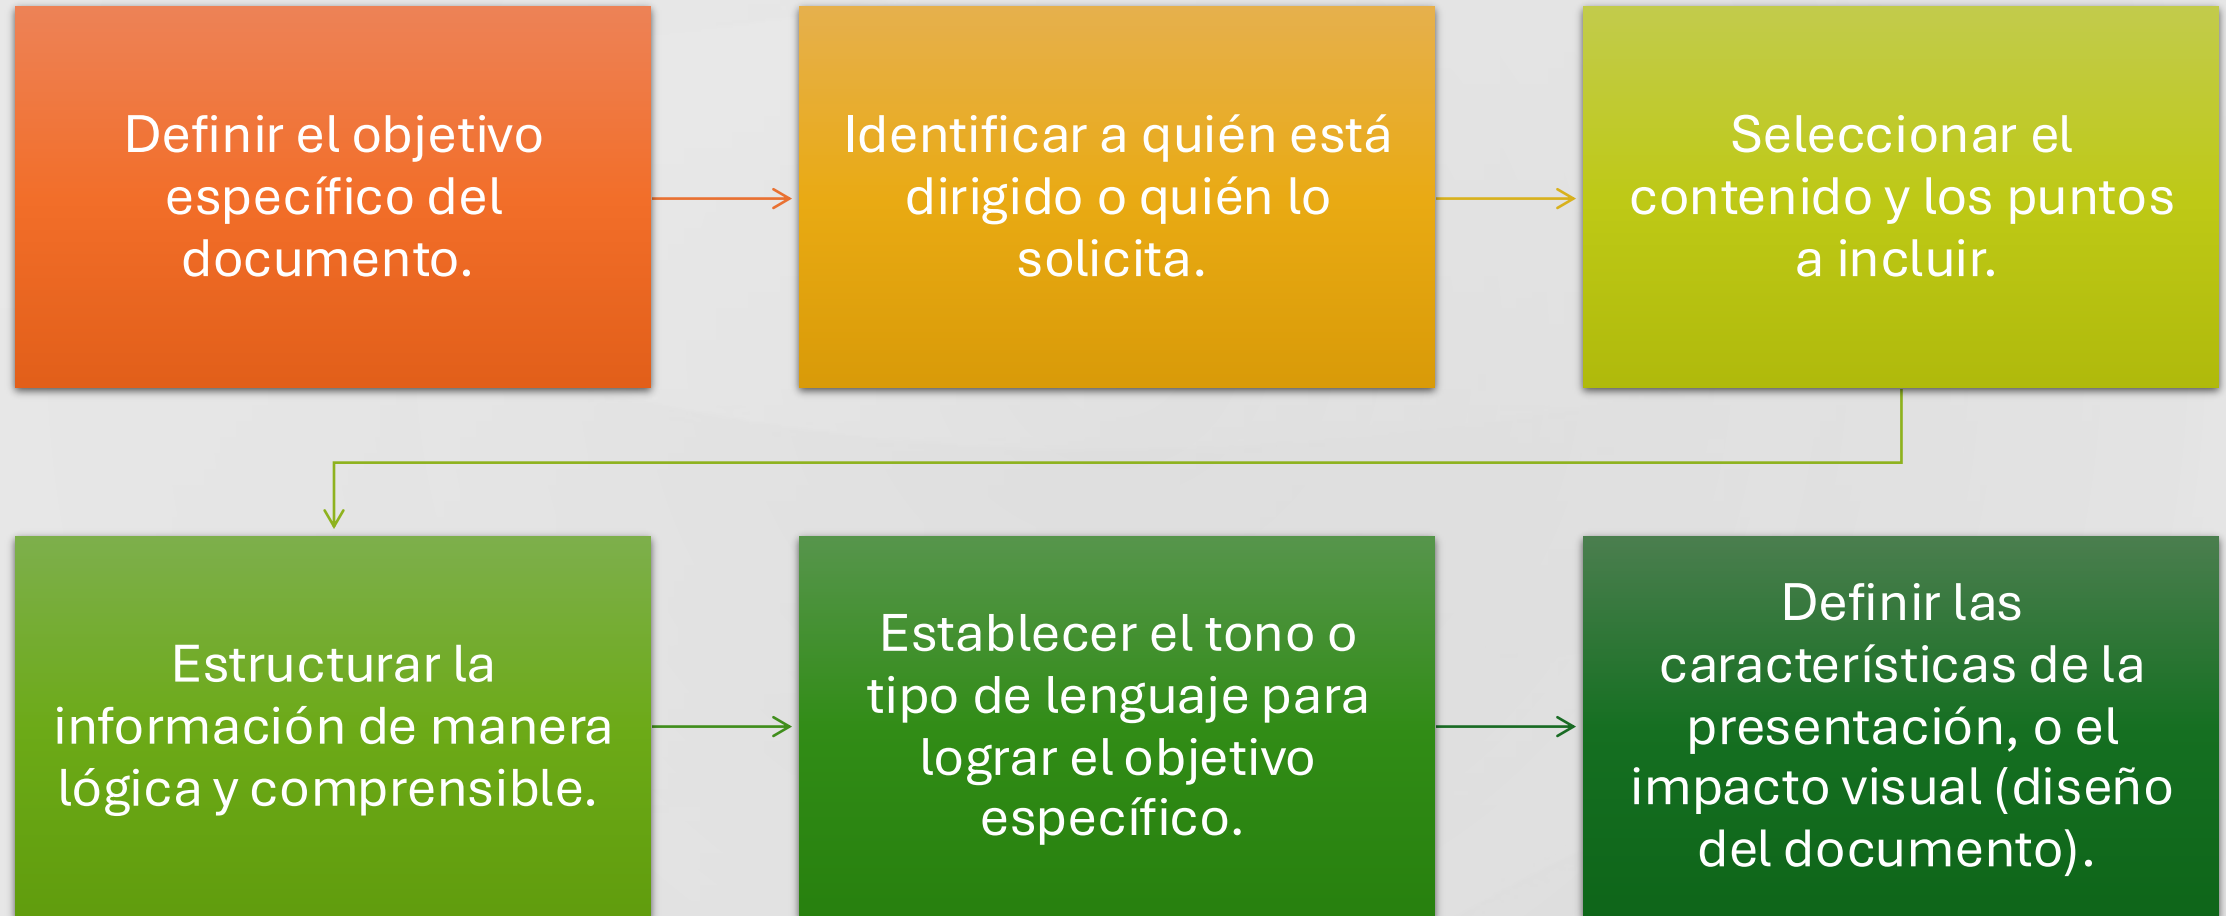 Definir el objetivo
específico del
documento.
Identificar a quién está
dirigido o quién lo
solicita.
Seleccionar el
contenido y los puntos
a incluir.
Estructurar la
información de manera
lógica y comprensible.
Establecer el tono o
tipo de lenguaje para
lograr el objetivo
específico.
Definir las
características de la
presentación, o el
impacto visual (diseño
del documento).